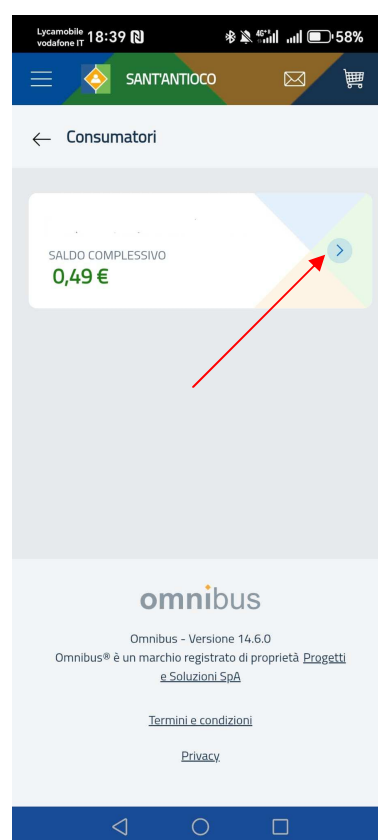 Lycamobile
vodafone IT 18:39 58%
SANT'ANTIOCO
Consumatori
SALDO COMPLESSIVO
0,49 €
omnibus
Omnibus - Versione 14.6.0
Omnibus® è un marchio registrato di proprietà Progetti
e Soluzioni SpA
Termini e condizioni
Privacy